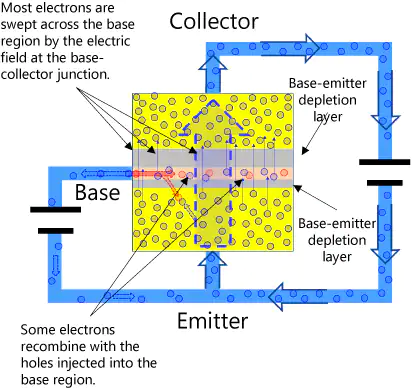 Most electrons are
swept across the base
region by the electric
field at the base-
collector junction.
Collector
Base-emitter
depletion
layer
Base
Base-emitter
depletion
layer
Emitter
Some electrons
recombine with the
holes injected into the
base region.